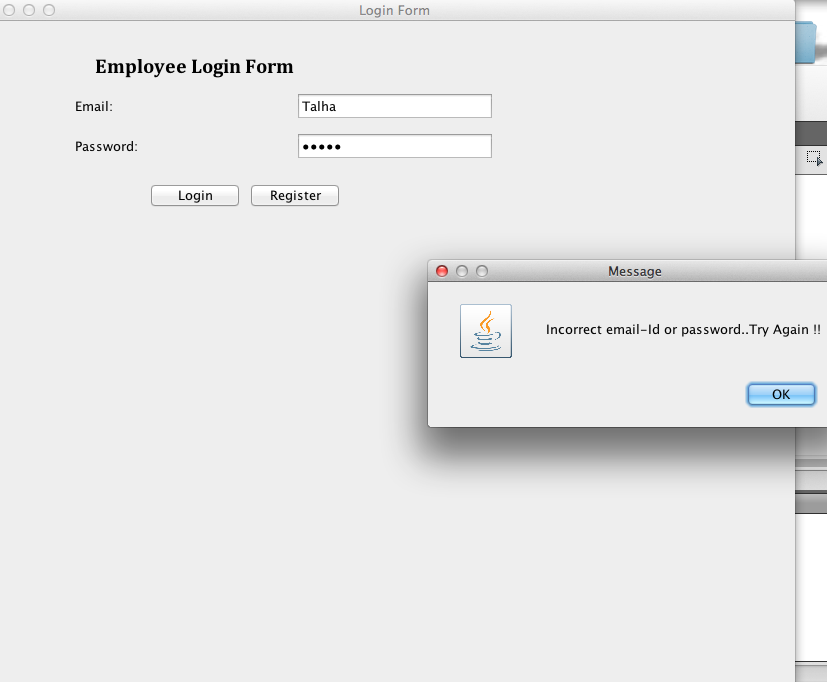 Login Form
Employee Login Form
Email: Talha
Password: •••••
Login Register
Message
Incorrect email-Id or password..Try Again !!
OK